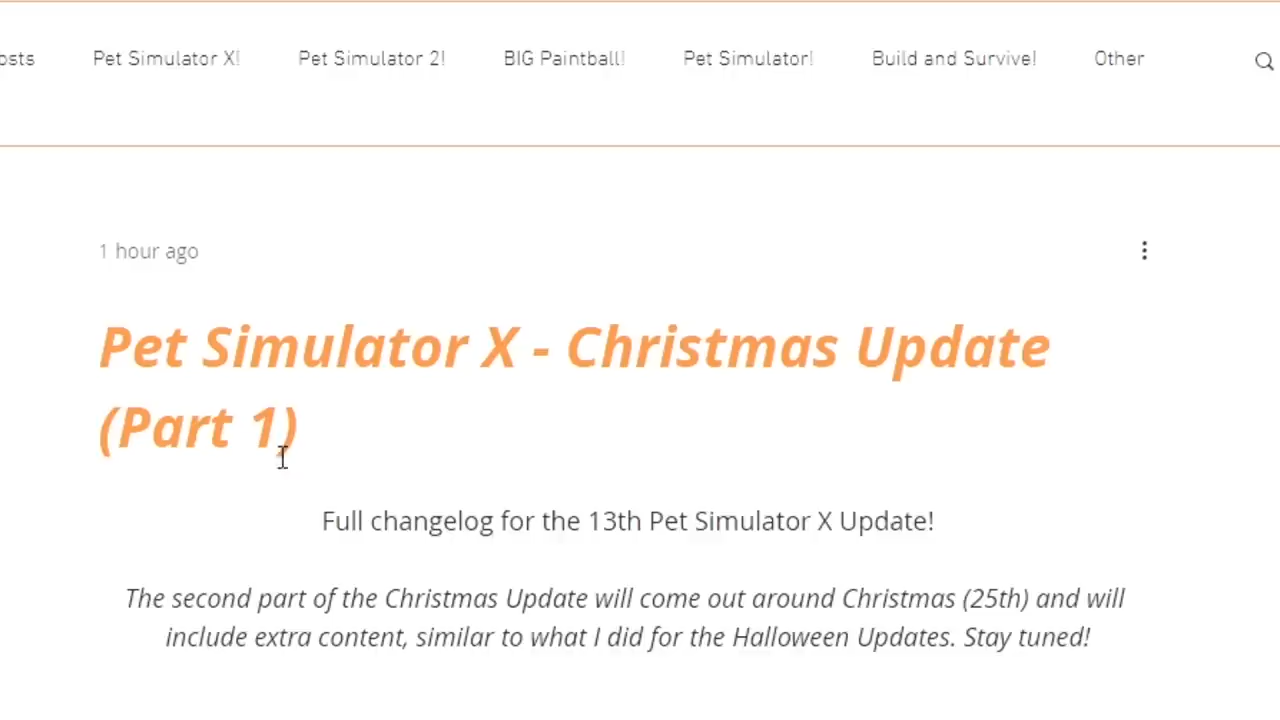 Pet Simulator X! Pet Simulator 2! BIG Paintball! Pet Simulator! Build and Survive! Other
1 hour ago
Pet Simulator X - Christmas Update
(Part 1)
Full changelog for the 13th Pet Simulator X Update!
The second part of the Christmas Update will come out around Christmas (25th) and will
include extra content, similar to what I did for the Halloween Updates. Stay tuned!